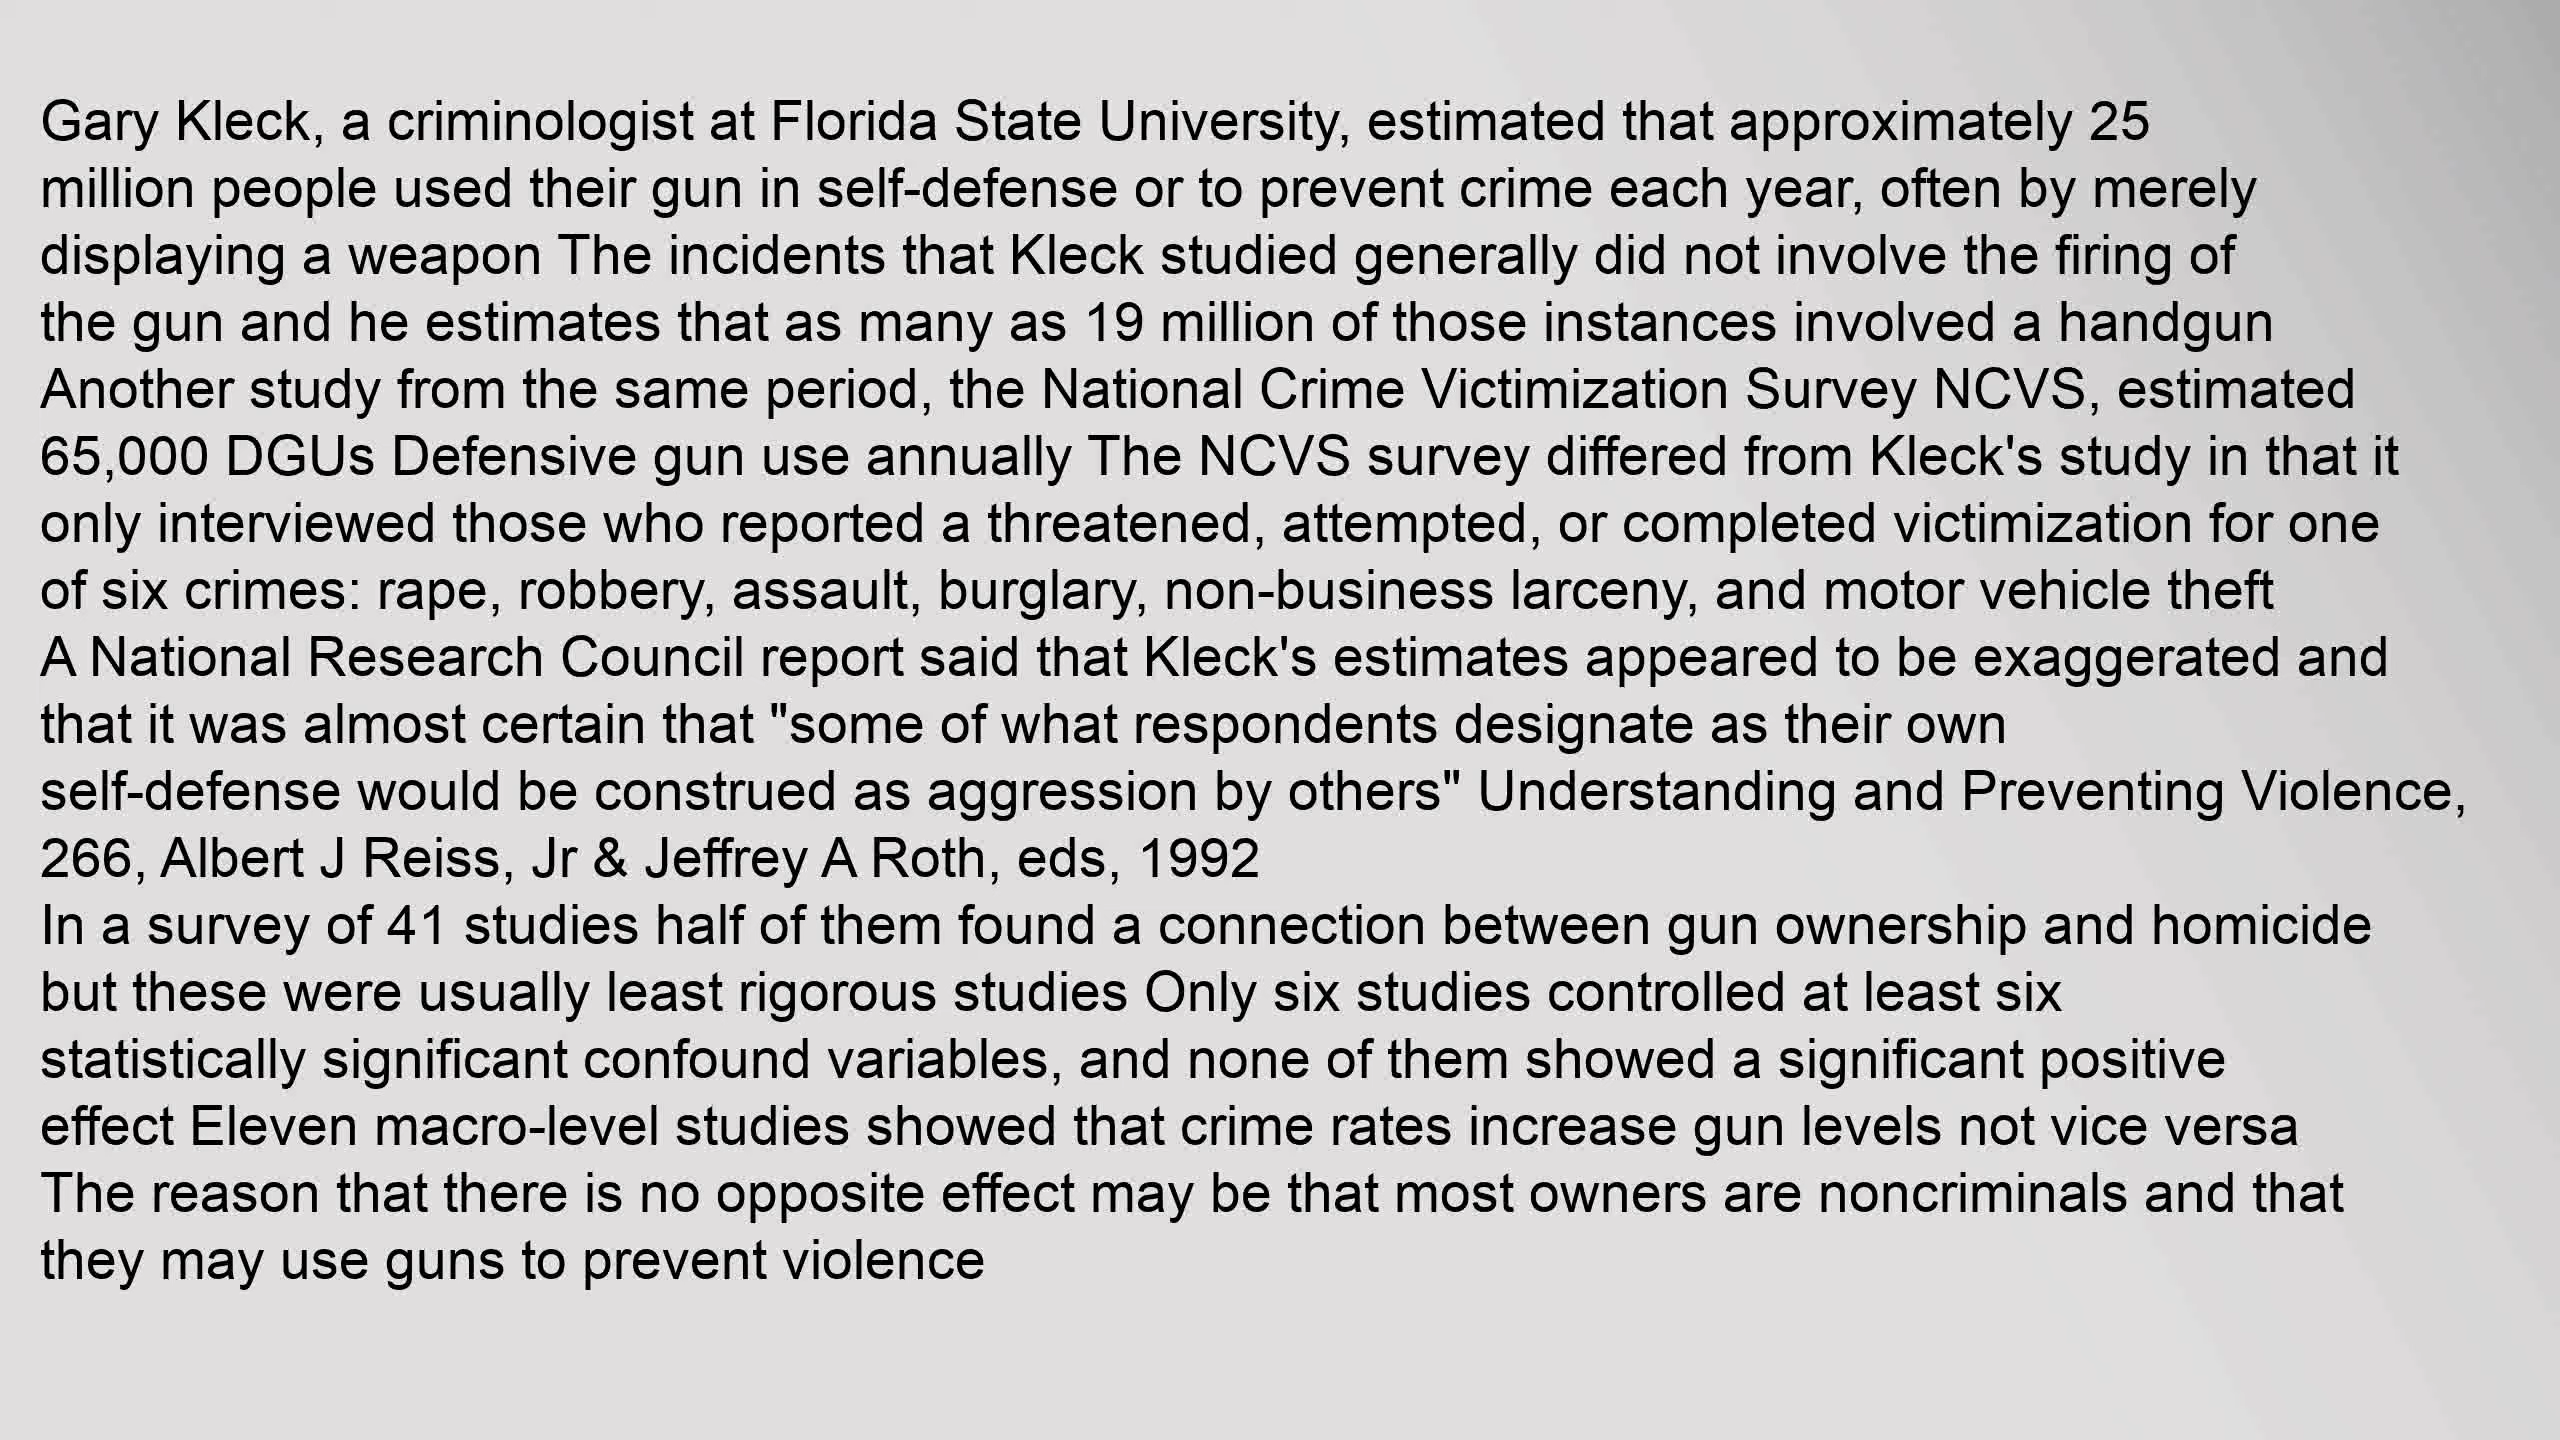 Gary Kleck, a criminologist at Florida State University, estimated that approximately 25
million people used their gun in self-defense or to prevent crime each year, often by merely
displaying a weapon The incidents that Kleck studied generally did not involve the firing of
the gun and he estimates that as many as 19 million of those instances involved a handgun
Another study from the same period, the National Crime Victimization Survey NCVS, estimated
65,000 DGUs Defensive gun use annually The NCVS survey differed from Kleck's study in that it
only interviewed those who reported a threatened, attempted, or completed victimization for one
of six crimes: rape, robbery, assault, burglary, non-business larceny, and motor vehicle theft
A National Research Council report said that Kleck's estimates appeared to be exaggerated and
that it was almost certain that "some of what respondents designate as their own
self-defense would be construed as aggression by others" Understanding and Preventing Violence,
266, Albert J Reiss, Jr & Jeffrey A Roth, eds, 1992
In a survey of 41 studies half of them found a connection between gun ownership and homicide
but these were usually least rigorous studies Only six studies controlled at least six
statistically significant confound variables, and none of them showed a significant positive
effect Eleven macro-level studies showed that crime rates increase gun levels not vice versa
The reason that there is no opposite effect may be that most owners are noncriminals and that
they may use guns to prevent violence